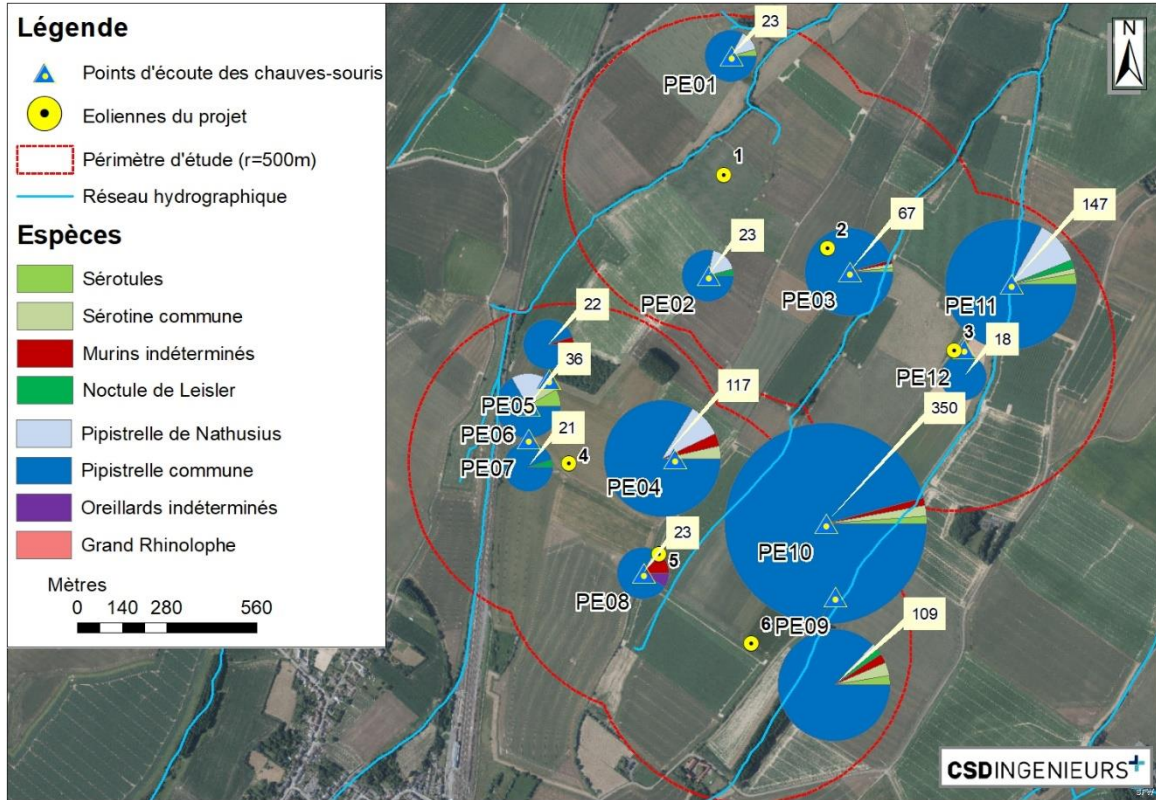 Légende
Points d'écoute des chauves-souris
Eoliennes du projet
Périmètre d'étude (r=500m)
Réseau hydrographique
Espèces
Sérotules
Sérotine commune
Murins indéterminés
Noctule de Leisler
Pipistrelle de Nathusius
Pipistrelle commune
Oreillards indéterminés
Grand Rhinolophe
Mètres
0 140 280 560
N
23
PE01
1
23
PE02
2
67
PE03
147
PE11
3
18
PE12
22
36
PE05
PE06
21
PE07
4
117
PE04
350
PE10
23
5
PE08
6
PE09
109
CSDINGENIEURS+